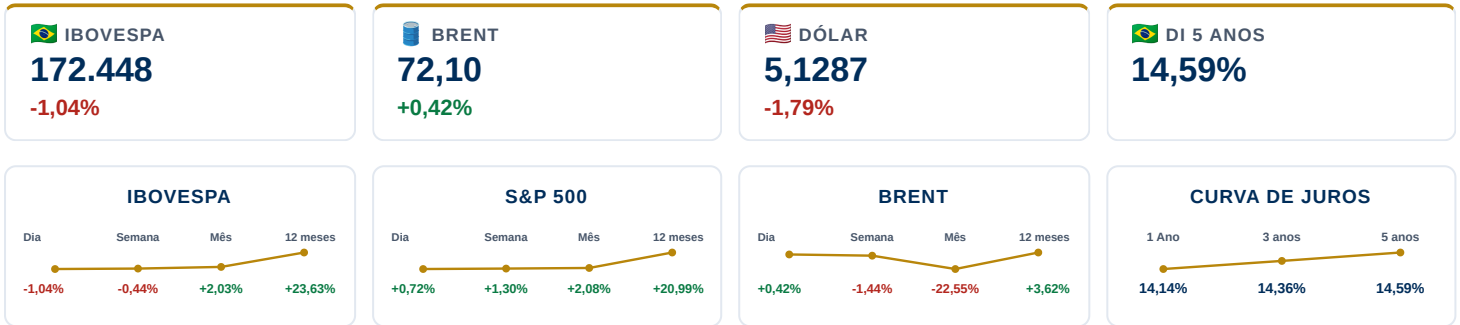 IBOVESPA
172.448
-1,04%
BRENT
72,10
+0,42%
DÓLAR
5,1287
-1,79%
DI 5 ANOS
14,59%
IBOVESPA
Dia Semana Mês 12 meses
-1,04% -0,44% +2,03% +23,63%
S&P 500
Dia Semana Mês 12 meses
+0,72% +1,30% +2,08% +20,99%
BRENT
Dia Semana Mês 12 meses
+0,42% -1,44% -22,55% +3,62%
CURVA DE JUROS
1 Ano 3 anos 5 anos
14,14% 14,36% 14,59%